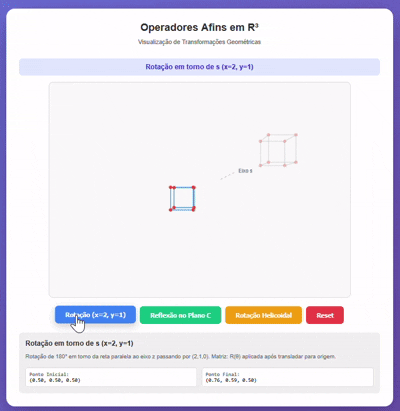 Operadores Afins em R³
Visualização de Transformações Geométricas
Rotação em torno de s (x=2, y=1)
Eixo s
Rotação (x=2, y=1)
Reflexão no Plano C
Rotação Helicoidal
Reset
Rotação em torno de s (x=2, y=1)
Rotação de 180° em torno da reta paralela ao eixo z passando por (2,1,0). Matriz: R(θ) aplicada após transladar para origem.
Ponto Inicial:
(0.50, 0.50, 0.50)
Ponto Final:
(0.76, 0.59, 0.50)